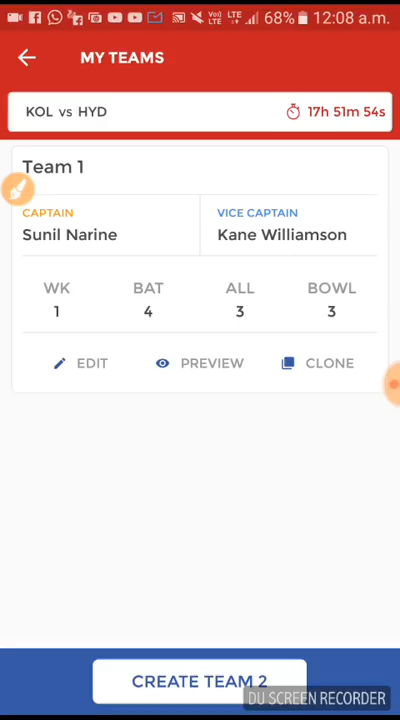 68% 12:08 a.m.
MY TEAMS
KOL vs HYD 17h 51m 54s
Team 1
CAPTAIN VICE CAPTAIN
Sunil Narine Kane Williamson
WK BAT ALL BOWL
1 4 3 3
EDIT PREVIEW CLONE
CREATE TEAM 2
DU SCREEN RECORDER